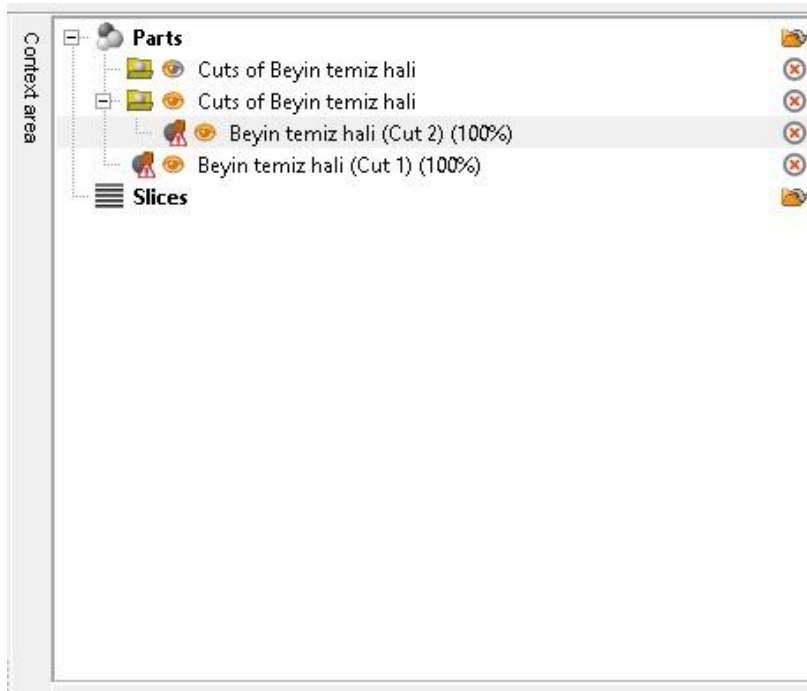 Context area
Parts
Cuts of Beyin temiz hali
Cuts of Beyin temiz hali
Beyin temiz hali (Cut 2) (100%)
Beyin temiz hali (Cut 1) (100%)
Slices